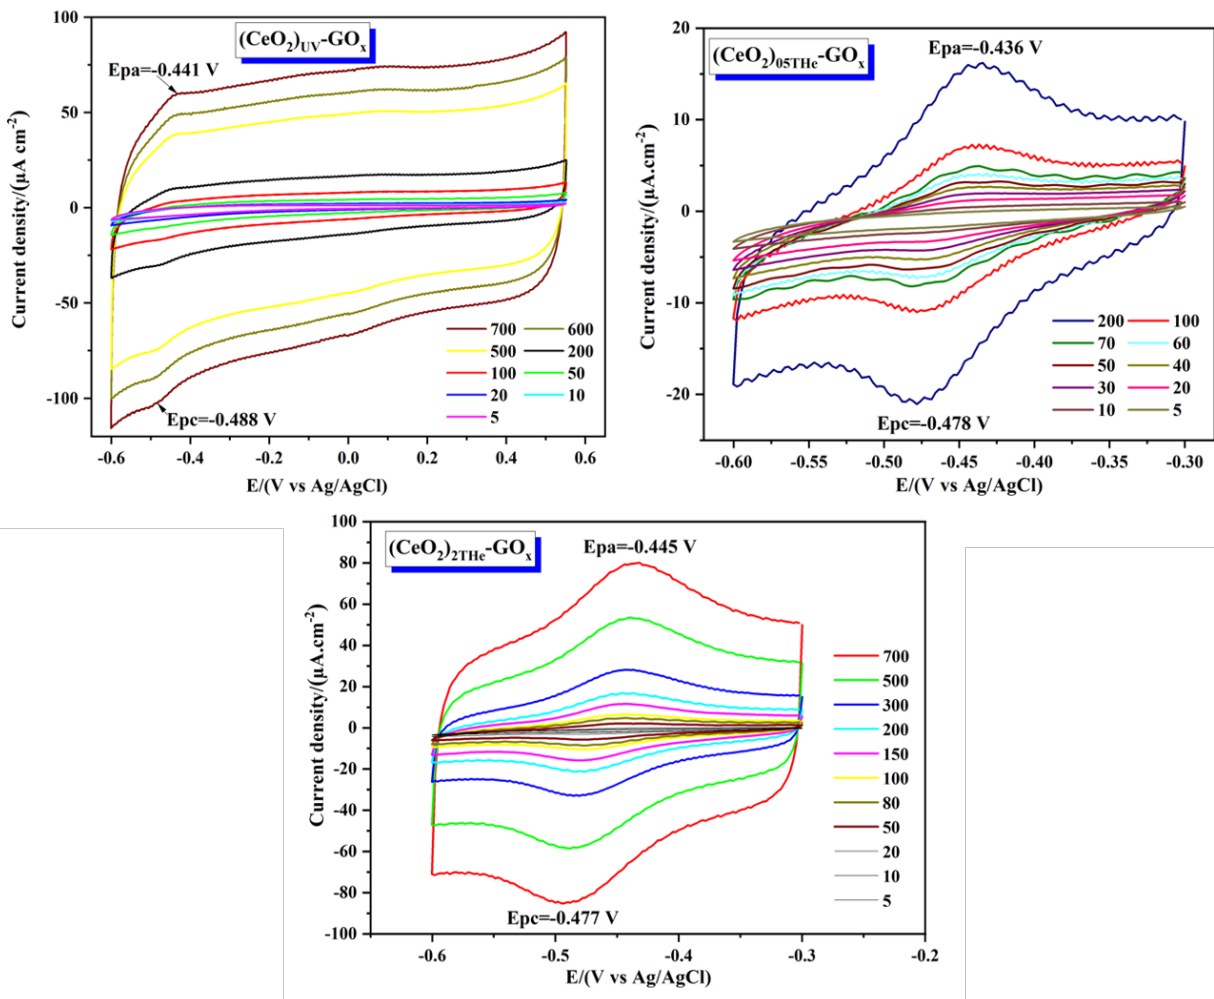 (CeO2)UV-GOx
Epa=-0.441 V
Epc=-0.488 V
Current density/(μA cm-2)
100
50
0
-50
-100
700 600
500 200
100 50
20 10
5
-0.6 -0.4 -0.2 0.0 0.2 0.4 0.6
E/(V vs Ag/AgCl)
(CeO2)05THe-GOx
Epa=-0.436 V
Epc=-0.478 V
Current density/(μA.cm-2)
20
10
0
-10
-20
200 100
70 60
50 40
30 20
10 5
-0.60 -0.55 -0.50 -0.45 -0.40 -0.35 -0.30
E/(V vs Ag/AgCl)
(CeO2)2THe-GOx
Epa=-0.445 V
Epc=-0.477 V
Current density/(μA.cm-2)
100
80
60
40
20
0
-20
-40
-60
-80
-100
700
500
300
200
150
100
80
50
20
10
5
-0.6 -0.5 -0.4 -0.3 -0.2
E/(V vs Ag/AgCl)